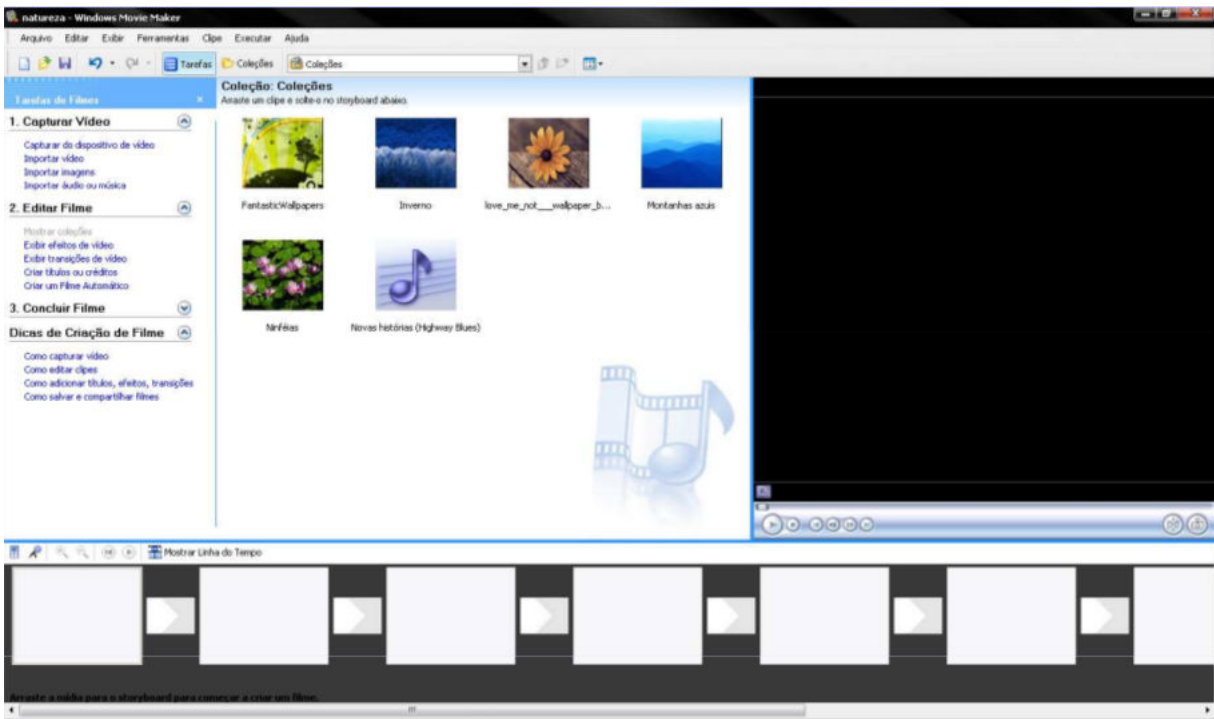 natureza - Windows Movie Maker
Arquivo Editar Exibir Ferramentas Clipe Executar Ajuda
Tarefas Coleções Coleções
Tarefas de Filmes
1. Capturar Vídeo
Capturar do dispositivo de vídeo
Importar vídeo
Importar imagens
Importar áudio ou música
2. Editar Filme
Mostrar coleções
Exibir efeitos de vídeo
Exibir transições de vídeo
Criar títulos ou créditos
Criar um Filme Automático
3. Concluir Filme
Dicas de Criação de Filme
Como capturar vídeo
Como editar clipes
Como adicionar títulos, efeitos, transições
Como salvar e compartilhar filmes
Coleção: Coleções
Arraste um clipe e solte-o no storyboard abaixo.
FantasticWallpapers Inverno love_me_not___wallpaper_b... Montanhas azuis
Ninféias Novas histórias (Highway Blues)
Mostrar Linha do Tempo
Arraste a mídia para o storyboard para começar a criar um filme.